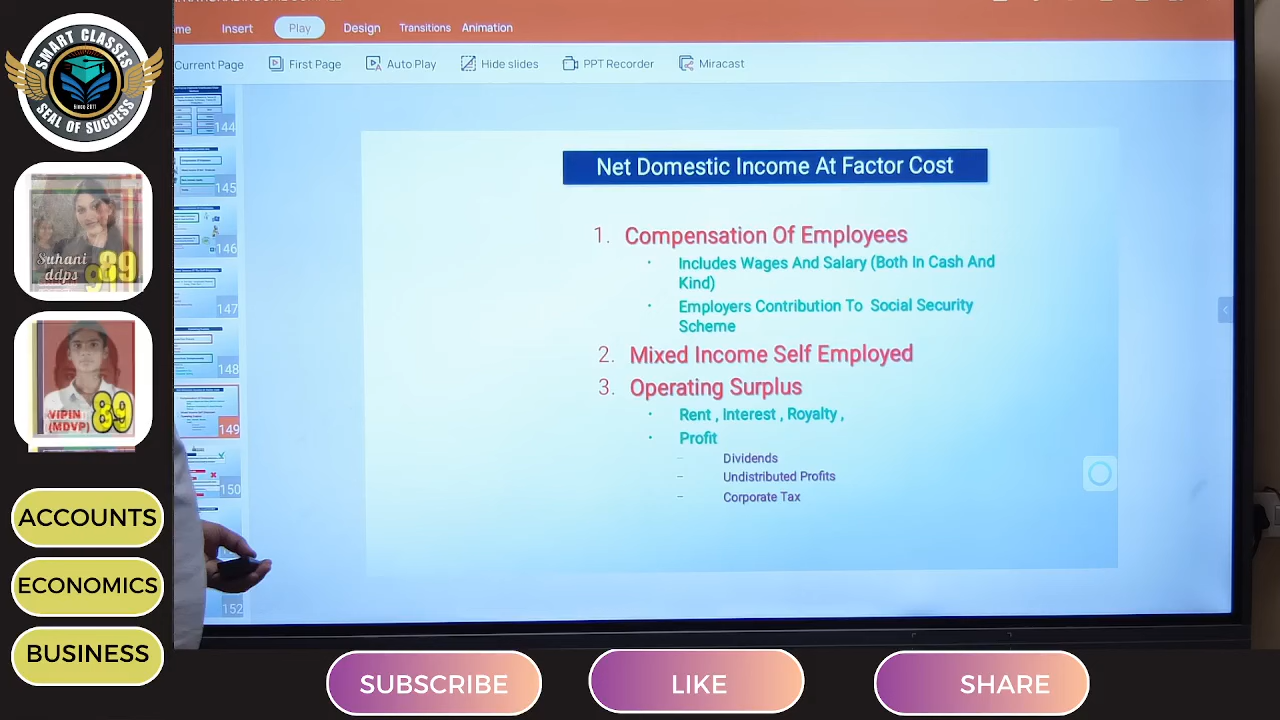 SMART CLASSES
Since 2011
SEAL OF SUCCESS
Suhani
ddps
89
VIPIN
(MDVP)
89
ACCOUNTS
ECONOMICS
BUSINESS
Insert
Play
Design
Transitions
Animation
Current Page
First Page
Auto Play
Hide slides
PPT Recorder
Miracast
144
145
146
147
148
149
150
152
Net Domestic Income At Factor Cost
1. Compensation Of Employees
· Includes Wages And Salary (Both In Cash And
Kind)
· Employers Contribution To Social Security
Scheme
2. Mixed Income Self Employed
3. Operating Surplus
· Rent , Interest , Royalty ,
· Profit
– Dividends
– Undistributed Profits
– Corporate Tax
SUBSCRIBE
LIKE
SHARE